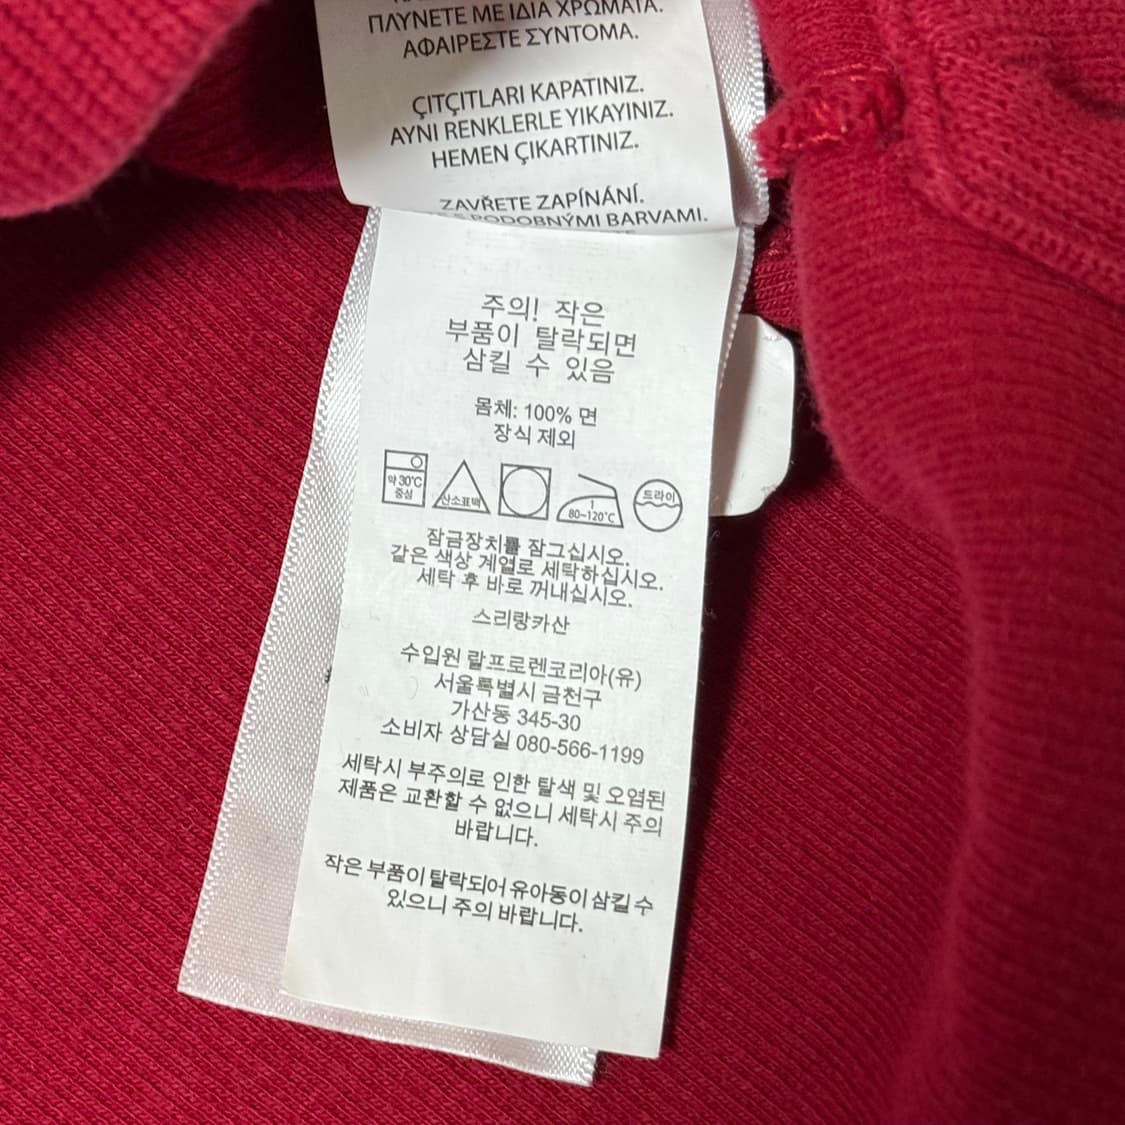 ΠΛΥΝΕΤΕ ΜΕ ΙΔΙΑ ΧΡΩΜΑΤΑ.
ΑΦΑΙΡΕΣΤΕ ΣΥΝΤΟΜΑ.
ÇITÇITLARI KAPATINIZ.
AYNI RENKLERLE YIKAYINIZ.
HEMEN ÇIKARTINIZ.
ZAVŘETE ZAPÍNÁNÍ.
S PODOBNÝMI BARVAMI.
주의! 작은
부품이 탈락되면
삼킬 수 있음
몸체: 100% 면
장식 제외
약 30℃
중성
산소표백
1
80~120℃
드라이
잠금장치를 잠그십시오.
같은 색상 계열로 세탁하십시오.
세탁 후 바로 꺼내십시오.
스리랑카산
수입원 랄프로렌코리아(유)
서울특별시 금천구
가산동 345-30
소비자 상담실 080-566-1199
세탁시 부주의로 인한 탈색 및 오염된
제품은 교환할 수 없으니 세탁시 주의
바랍니다.
작은 부품이 탈락되어 유아동이 삼킬 수
있으니 주의 바랍니다.